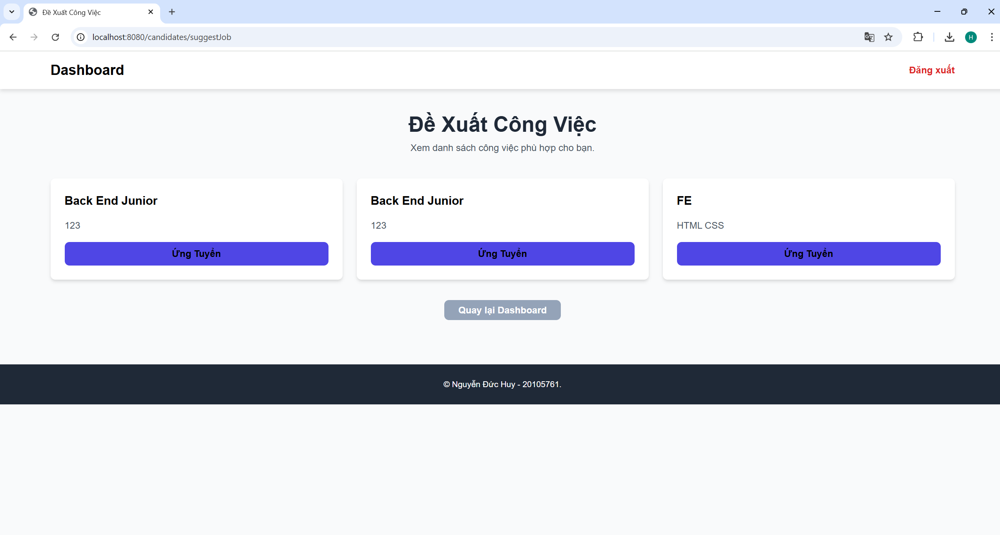 Đề Xuất Công Việc
localhost:8080/candidates/suggestJob
H
Dashboard
Đăng xuất
Đề Xuất Công Việc
Xem danh sách công việc phù hợp cho bạn.
Back End Junior
123
Ứng Tuyển
Back End Junior
123
Ứng Tuyển
FE
HTML CSS
Ứng Tuyển
Quay lại Dashboard
© Nguyễn Đức Huy - 20105761.